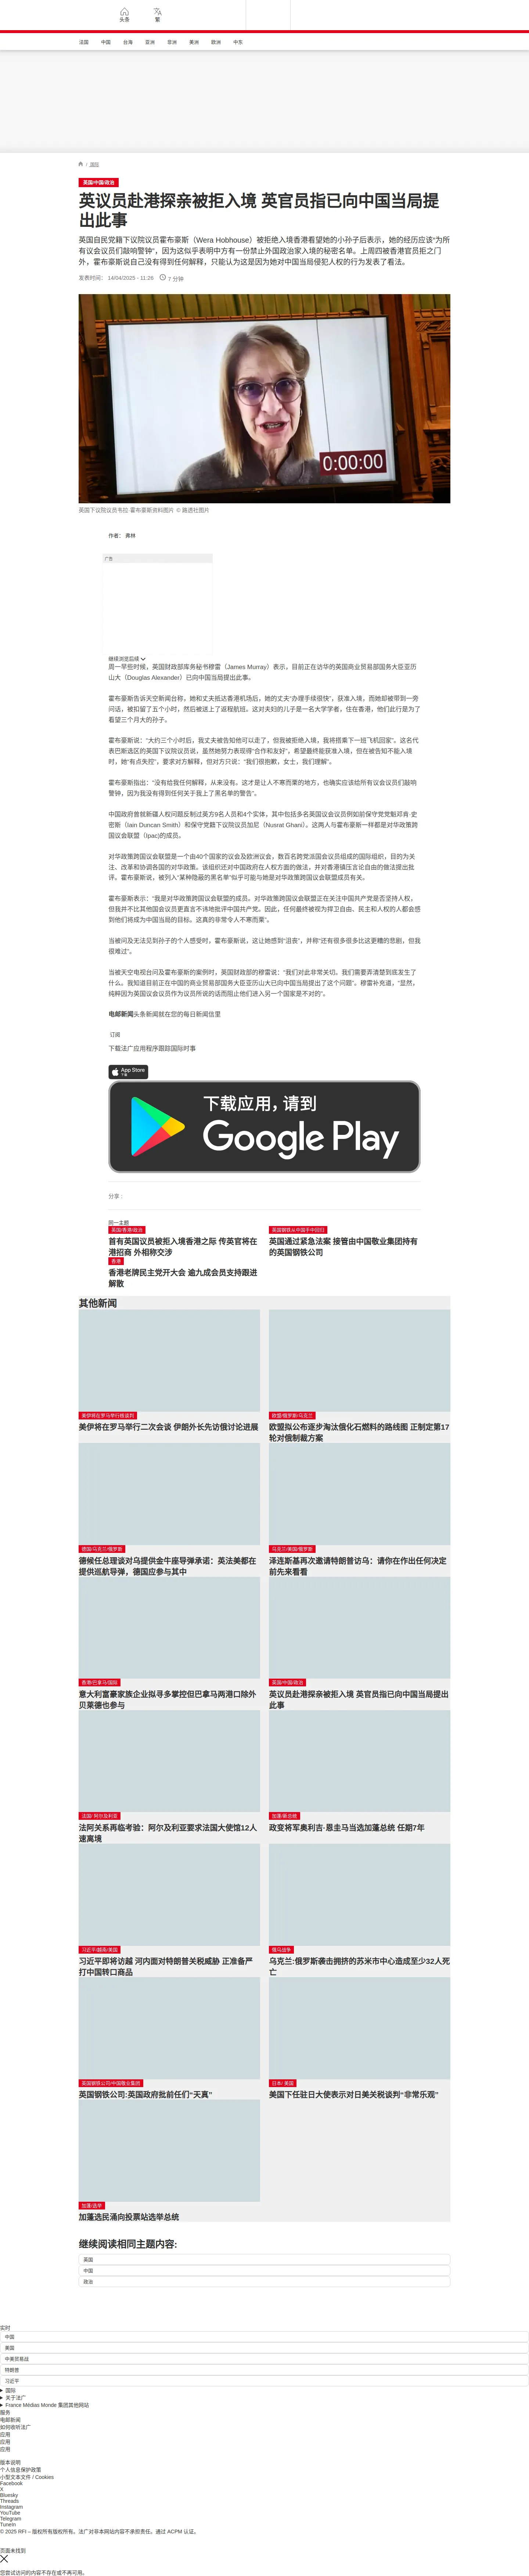 头条
繁
法国
中国
台海
亚洲
非洲
美洲
欧洲
中东
/ 国际
英国/中国/政治
英议员赴港探亲被拒入境 英官员指已向中国当局提
出此事
英国自民党籍下议院议员霍布豪斯（Wera Hobhouse）被拒绝入境香港看望她的小孙子后表示，她的经历应该“为所
有议会议员们敲响警钟”，因为这似乎表明中方有一份禁止外国政治家入境的秘密名单。上周四被香港官员拒之门
外，霍布豪斯说自己没有得到任何解释，只能认为这是因为她对中国当局侵犯人权的行为发表了看法。
发表时间： 14/04/2025 - 11:26
7 分钟
0:00:00
英国下议院议员韦拉·霍布豪斯资料图片 © 路透社图片
作者： 弗林
广告
继续浏览后续
周一早些时候，英国财政部库务秘书穆雷（James Murray）表示，目前正在访华的英国商业贸易部国务大臣亚历
山大（Douglas Alexander）已向中国当局提出此事。
霍布豪斯告诉天空新闻台称，她和丈夫抵达香港机场后，她的丈夫“办理手续很快”，获准入境，而她却被带到一旁
问话，被扣留了五个小时，然后被送上了返程航班。这对夫妇的儿子是一名大学学者，住在香港，他们此行是为了
看望三个月大的孙子。
霍布豪斯说：“大约三个小时后，我丈夫被告知他可以走了，但我被拒绝入境，我将搭乘下一班飞机回家”。这名代
表巴斯选区的英国下议院议员说，虽然她努力表现得“合作和友好”，希望最终能获准入境，但在被告知不能入境
时，她“有点失控”，要求对方解释，但对方只说：“我们很抱歉，女士，我们理解”。
霍布豪斯指出：“没有给我任何解释，从来没有。这才是让人不寒而栗的地方，也确实应该给所有议会议员们敲响
警钟，因为我没有得到任何关于我上了黑名单的警告”。
中国政府曾就新疆人权问题反制过英方9名人员和4个实体，其中包括多名英国议会议员例如前保守党党魁邓肯·史
密斯（Iain Duncan Smith）和保守党籍下议院议员加尼（Nusrat Ghani）。这两人与霍布豪斯一样都是对华政策跨
国议会联盟（Ipac)的成员。
对华政策跨国议会联盟是一个由40个国家的议会及欧洲议会，数百名跨党派国会议员组成的国际组织，目的为关
注、改革和协调各国的对华政策。该组织还对中国政府在人权方面的做法，并对香港镇压言论自由的做法提出批
评。霍布豪斯说，被列入“某种隐蔽的黑名单”似乎可能与她是对华政策跨国议会联盟成员有关。
霍布豪斯表示：“我是对华政策跨国议会联盟的成员。对华政策跨国议会联盟正在关注中国共产党是否坚持人权，
但我并不比其他国会议员更直言不讳地批评中国共产党。因此，任何最终被视为捍卫自由、民主和人权的人都会感
到他们将成为中国当局的目标。这真的非常令人不寒而栗”。
当被问及无法见到孙子的个人感受时，霍布豪斯说，这让她感到“沮丧”，并称“还有很多很多比这更糟的悲剧，但我
很难过”。
当被天空电视台问及霍布豪斯的案例时，英国财政部的穆雷说：“我们对此非常关切。我们需要弄清楚到底发生了
什么。我知道目前正在中国的商业贸易部国务大臣亚历山大已向中国当局提出了这个问题”。穆雷补充道，“显然，
纯粹因为英国议会议员作为议员所说的话而阻止他们进入另一个国家是不对的”。
电邮新闻头条新闻就在您的每日新闻信里
订阅
下载法广应用程序跟踪国际时事
App Store
下载
下载应用，请到
Google Play
分享 :
同一主题
英国/香港/政治
首有英国议员被拒入境香港之际 传英官将在
港招商 外相称交涉
英国钢铁从中国手中回归
英国通过紧急法案 接管由中国敬业集团持有
的英国钢铁公司
香港
香港老牌民主党开大会 逾九成会员支持跟进
解散
其他新闻
美伊将在罗马举行核谈判
美伊将在罗马举行二次会谈 伊朗外长先访俄讨论进展
欧盟/俄罗斯/乌克兰
欧盟拟公布逐步淘汰俄化石燃料的路线图 正制定第17
轮对俄制裁方案
德国/乌克兰/俄罗斯
德候任总理谈对乌提供金牛座导弹承诺：英法美都在
提供巡航导弹，德国应参与其中
乌克兰/美国/俄罗斯
泽连斯基再次邀请特朗普访乌：请你在作出任何决定
前先来看看
香港/巴拿马/国际
意大利富豪家族企业拟寻多掌控但巴拿马两港口除外
贝莱德也参与
英国/中国/政治
英议员赴港探亲被拒入境 英官员指已向中国当局提出
此事
法国/ 阿尔及利亚
法阿关系再临考验：阿尔及利亚要求法国大使馆12人
速离境
加蓬/新总统
政变将军奥利吉·恩圭马当选加蓬总统 任期7年
习近平/越南/美国
习近平即将访越 河内面对特朗普关税威胁 正准备严
打中国转口商品
俄乌战争
乌克兰:俄罗斯袭击拥挤的苏米市中心造成至少32人死
亡
英国钢铁公司/中国敬业集团
英国钢铁公司:英国政府批前任们“天真”
日本/ 美国
美国下任驻日大使表示对日美关税谈判“非常乐观”
加蓬/选举
加蓬选民涌向投票站选举总统
继续阅读相同主题内容:
英国
中国
政治
实时
中国
美国
中美贸易战
特朗普
习近平
国际
关于法广
France Médias Monde 集团其他网站
服务
电邮新闻
如何收听法广
应用
应用
应用
版本说明
个人信息保护政策
小型文本文件 / Cookies
Facebook
X
Bluesky
Threads
Instagram
YouTube
Telegram
TuneIn
© 2025 RFI – 版权所有版权所有。法广对非本网站内容不承担责任。通过 ACPM 认证。
页面未找到
您尝试访问的内容不存在或不再可用。